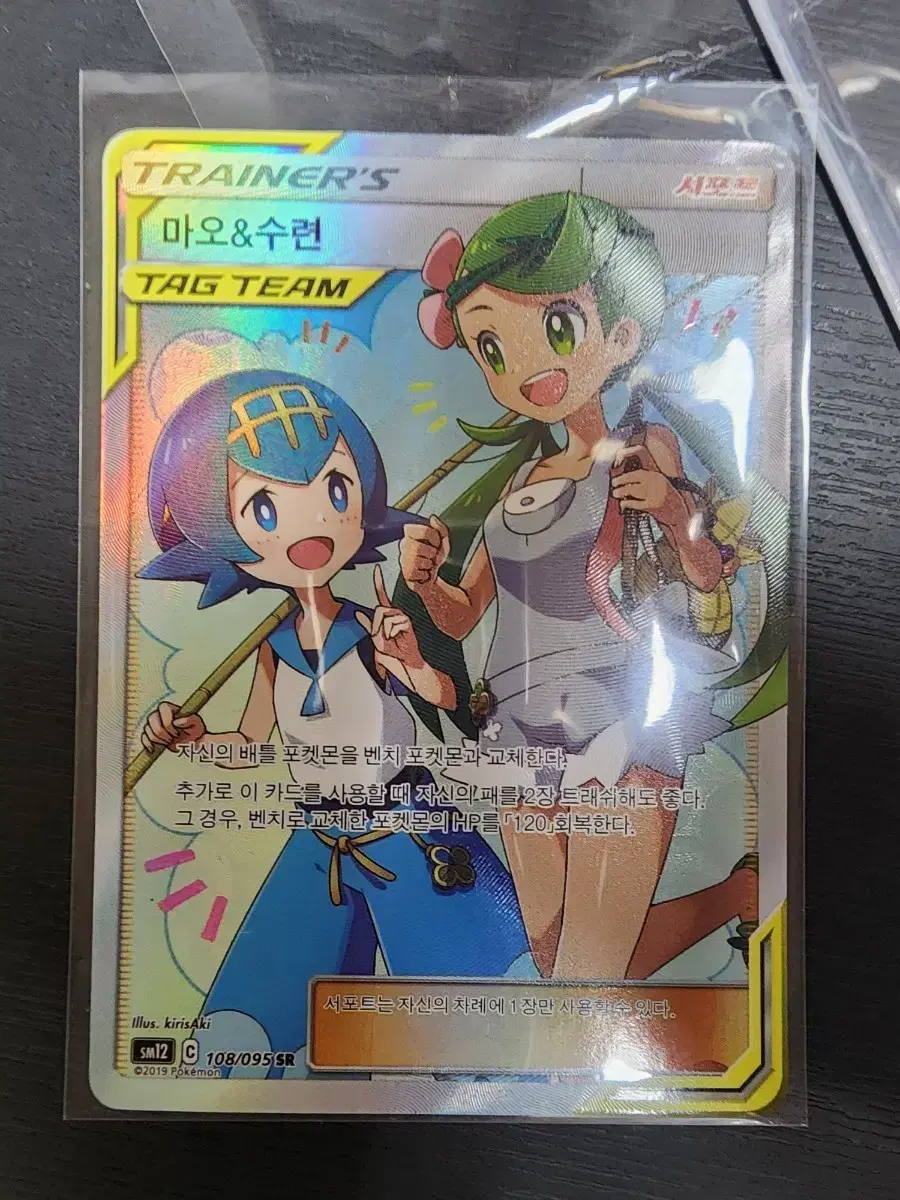 TRAINER'S
서포트
마오&수련
TAG TEAM
자신의 배틀 포켓몬을 벤치 포켓몬과 교체한다.
추가로 이 카드를 사용할 때 자신의 패를 2장 트래쉬해도 좋다.
그 경우, 벤치로 교체한 포켓몬의 HP를 「120」회복한다.
서포트는 자신의 차례에 1장만 사용할 수 있다.
Illus. kirisAki
sm12 C 108/095 SR
©2019 Pokémon